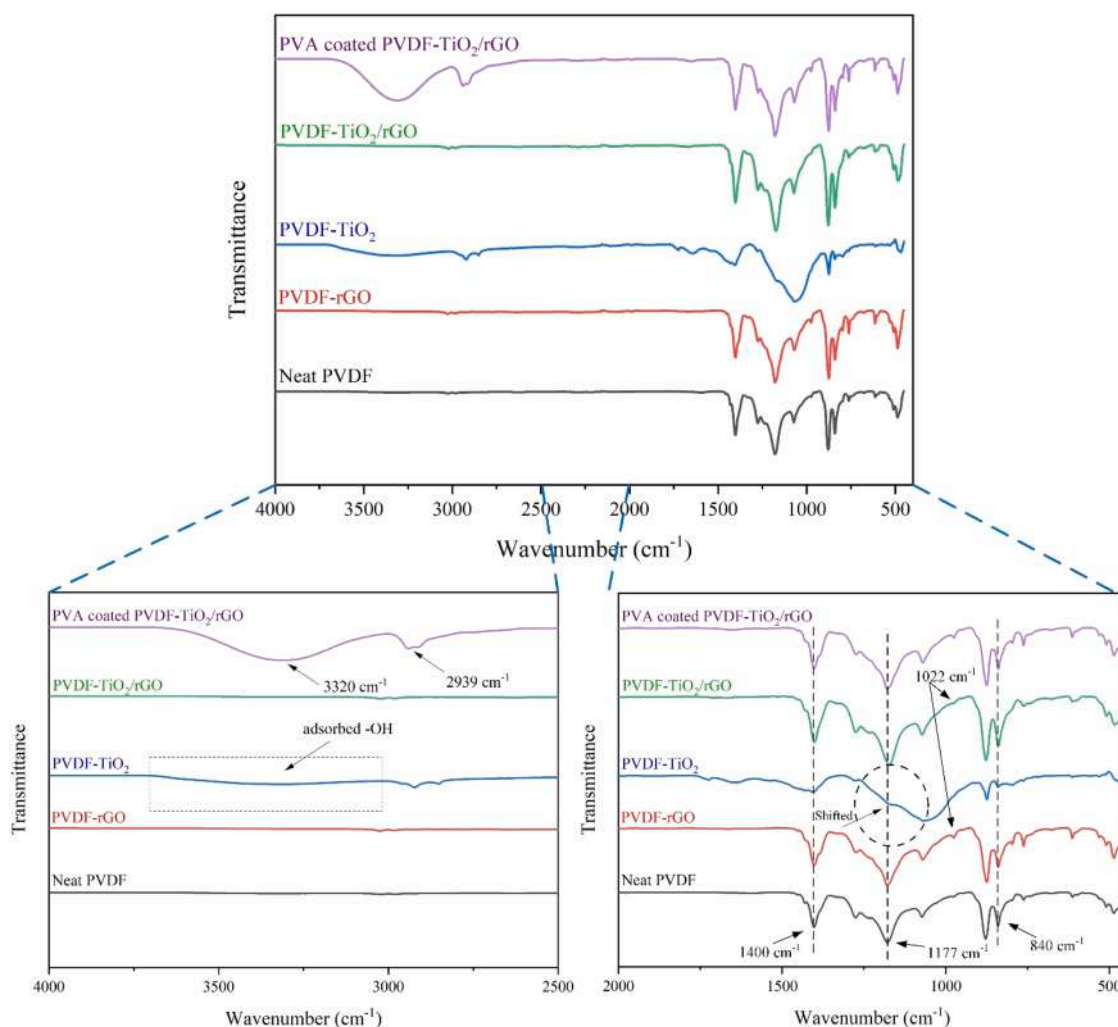 PVA coated PVDF-TiO₂/rGO
PVDF-TiO₂/rGO
PVDF-TiO₂
PVDF-rGO
Neat PVDF
Transmittance
4000 3500 3000 2500 2000 1500 1000 500
Wavenumber (cm⁻¹)
PVA coated PVDF-TiO₂/rGO
3320 cm⁻¹
2939 cm⁻¹
PVDF-TiO₂/rGO
adsorbed -OH
PVDF-TiO₂
PVDF-rGO
Neat PVDF
Transmittance
4000 3500 3000 2500
Wavenumber (cm⁻¹)
PVA coated PVDF-TiO₂/rGO
1022 cm⁻¹
PVDF-TiO₂/rGO
PVDF-TiO₂
Shifted
PVDF-rGO
Neat PVDF
1400 cm⁻¹
1177 cm⁻¹
840 cm⁻¹
Transmittance
2000 1500 1000 500
Wavenumber (cm⁻¹)